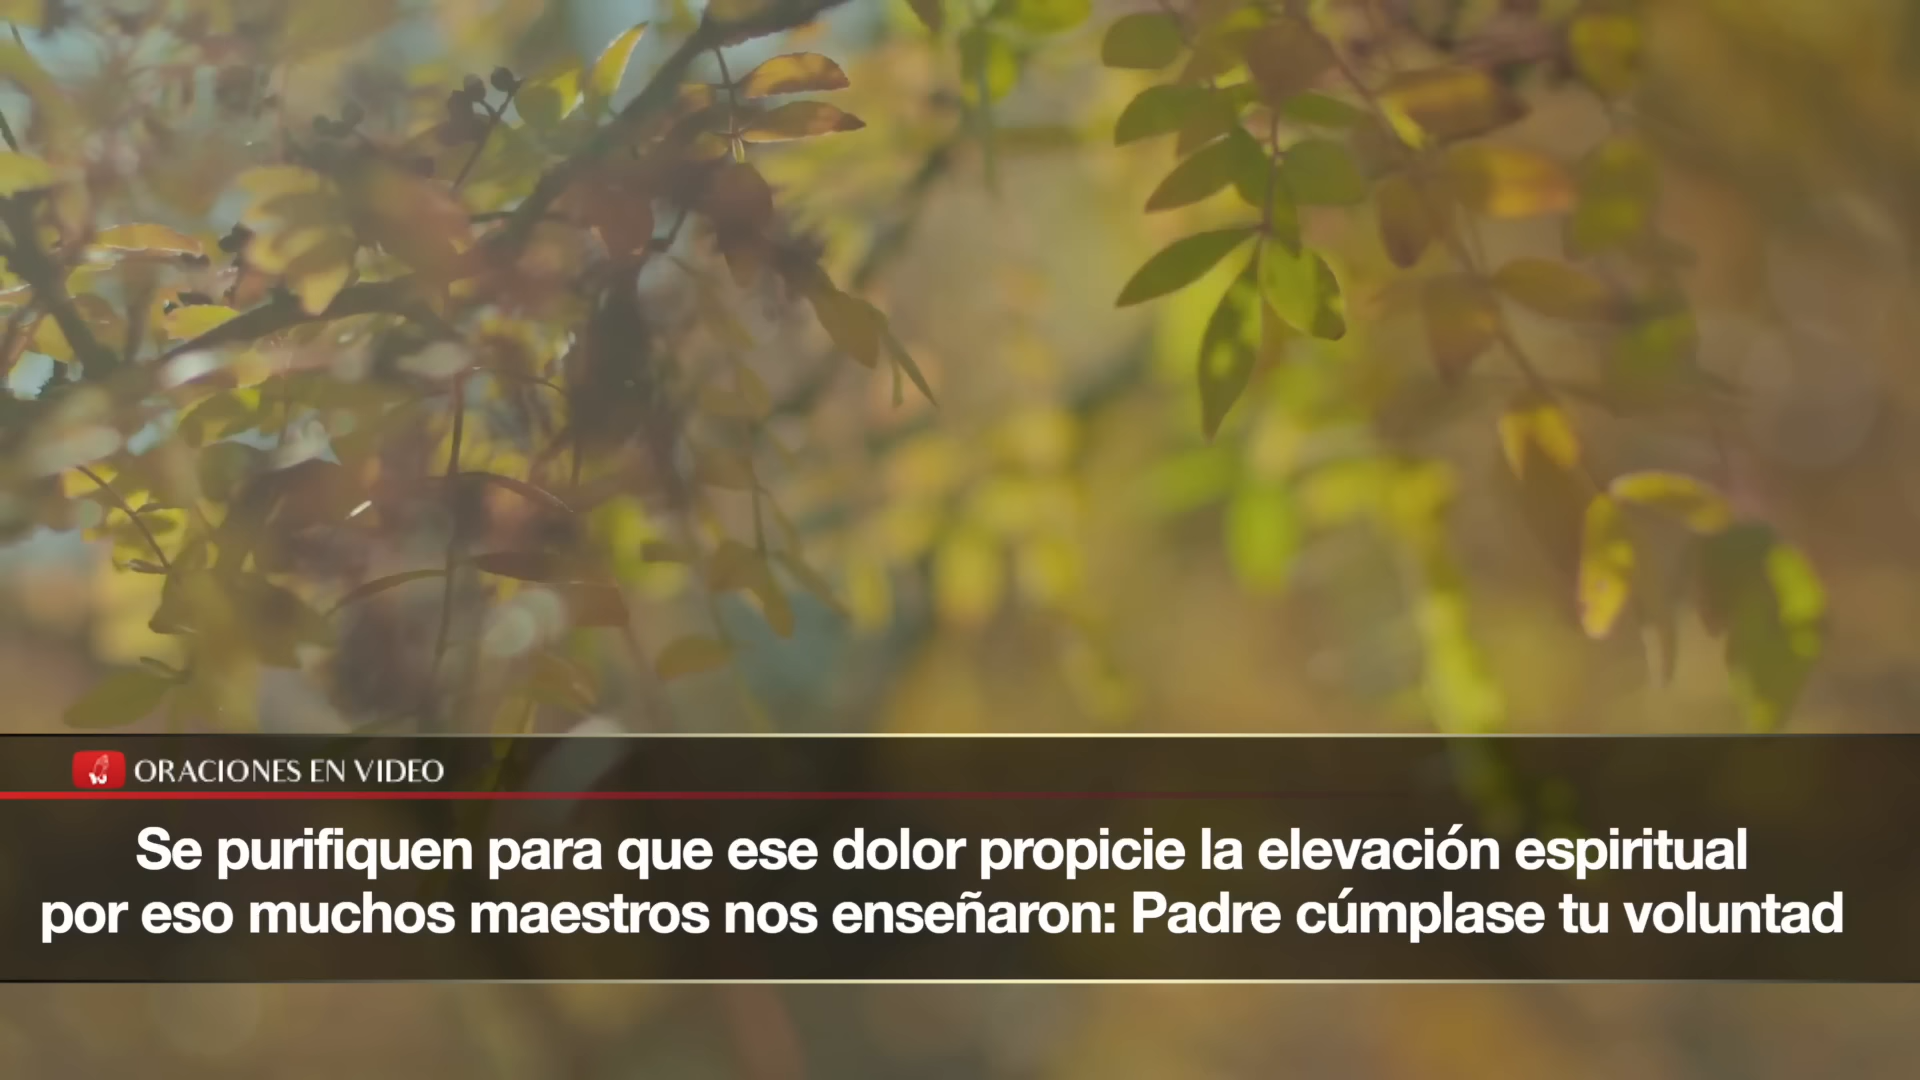 ORACIONES EN VIDEO
Se purifiquen para que ese dolor propicie la elevación espiritual
por eso muchos maestros nos enseñaron: Padre cúmplase tu voluntad